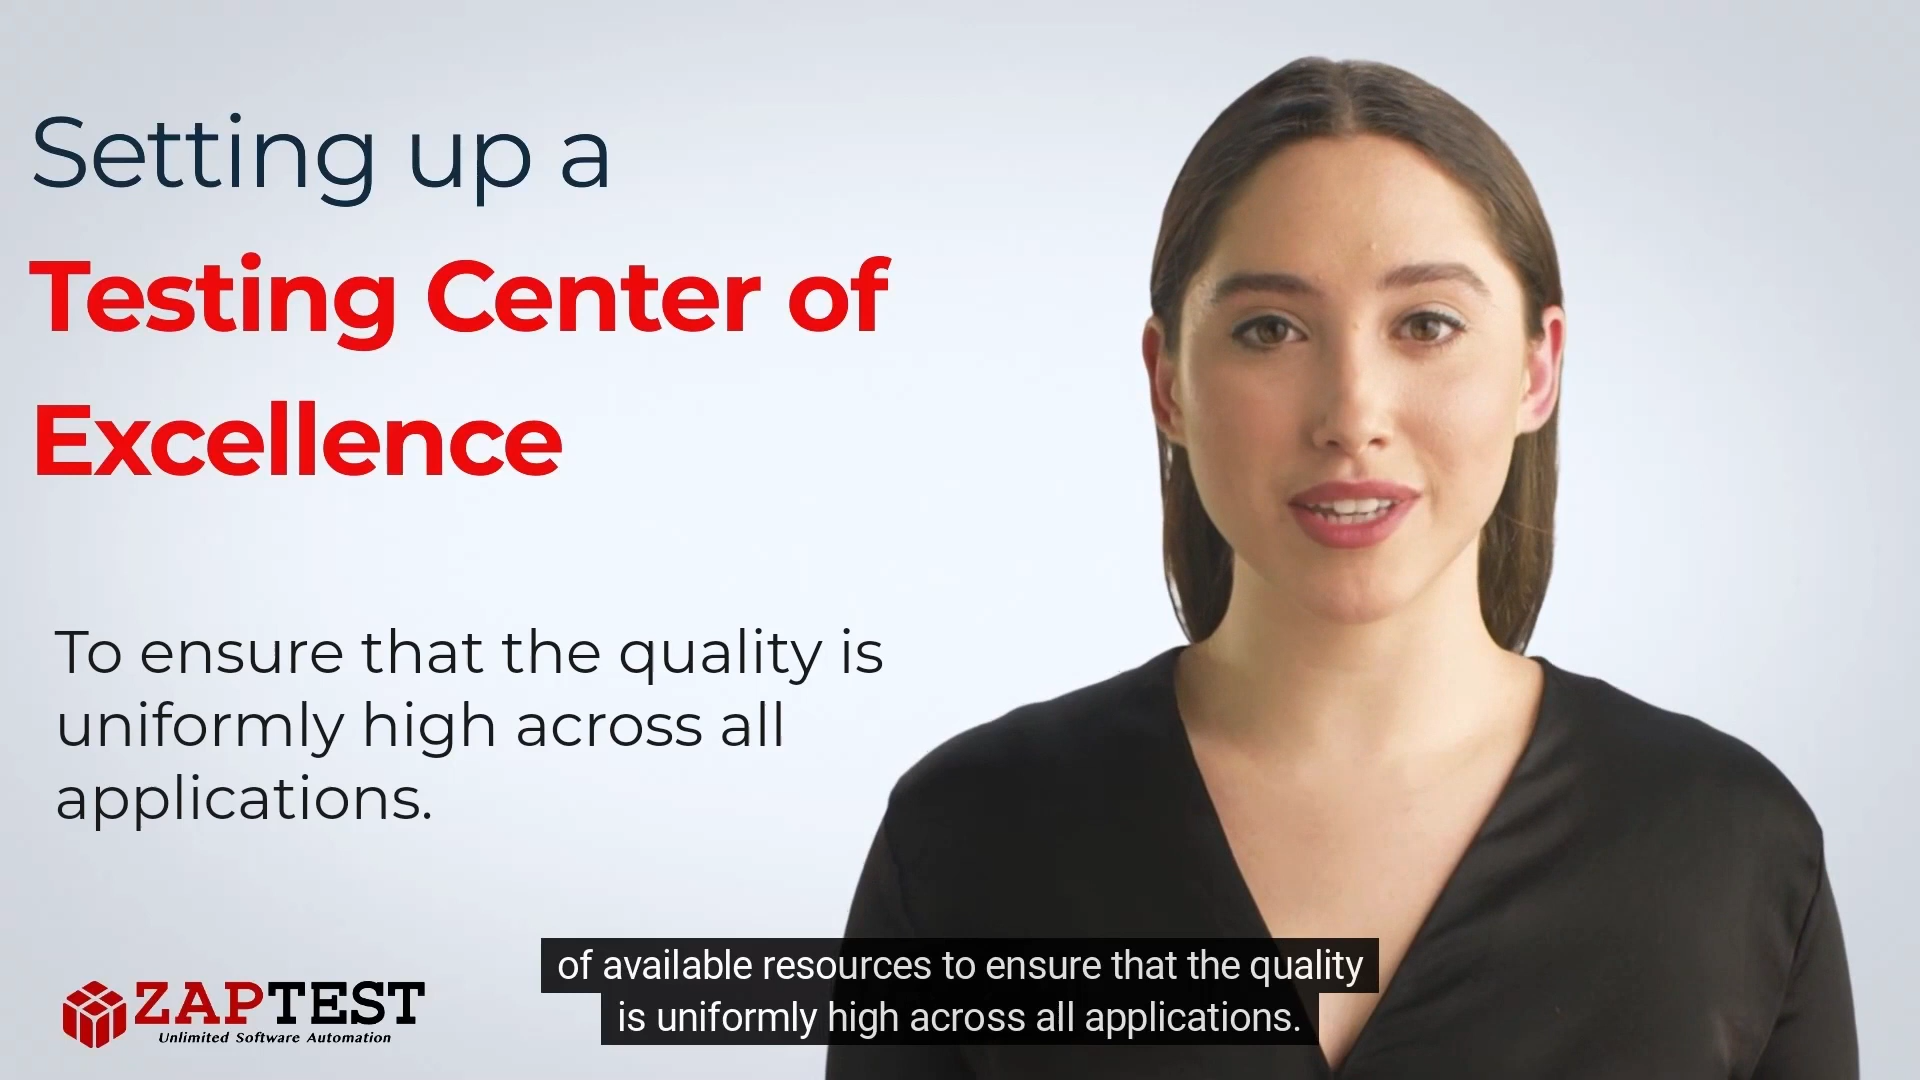 Setting up a
Testing Center of
Excellence
To ensure that the quality is
uniformly high across all
applications.
ZAPTEST
Unlimited Software Automation
of available resources to ensure that the quality
is uniformly high across all applications.